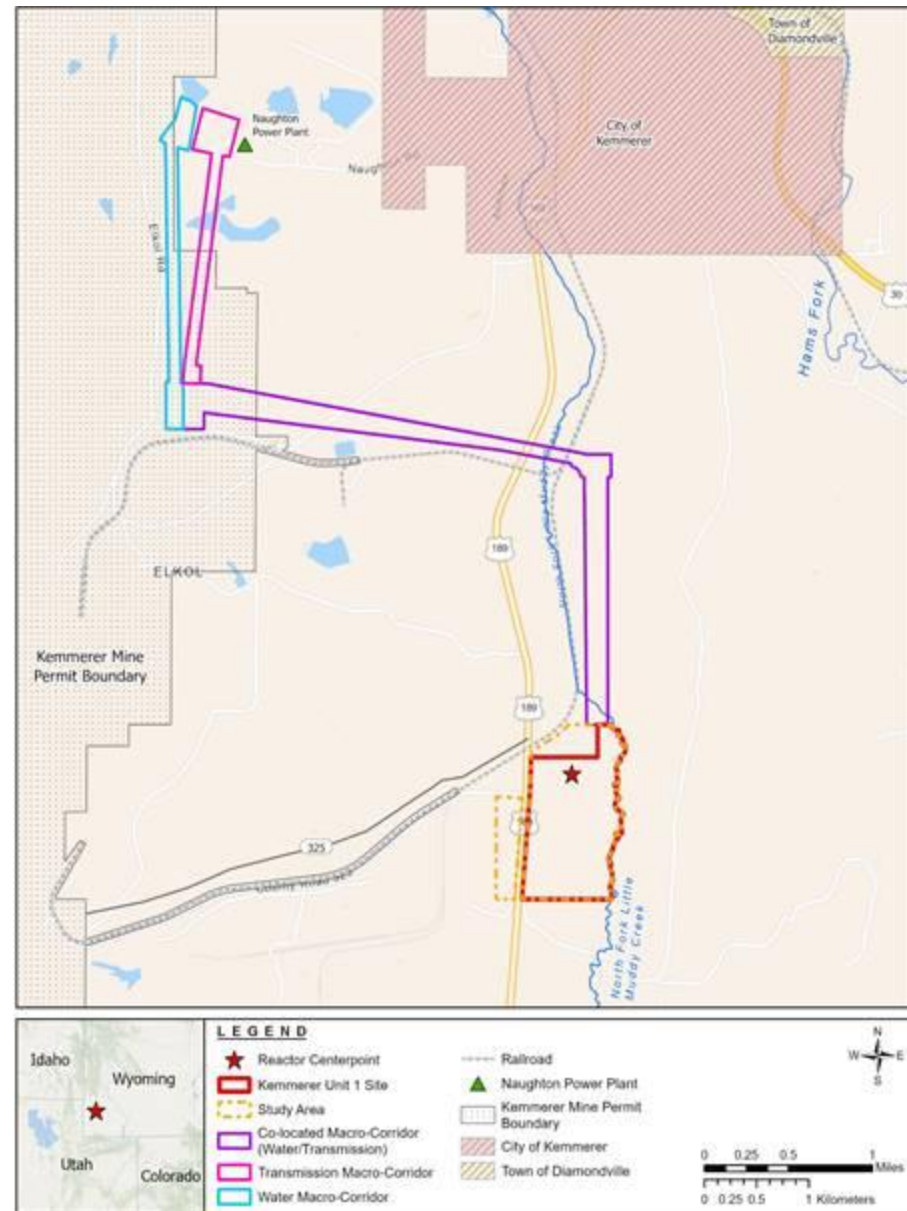 Town of
Diamondville
Naughton
Power Plant
City of
Kemmerer
Elkol Rd
30
Hams Fork
189
ELKOL
Kemmerer Mine
Permit Boundary
189
325
North Fork Little
Muddy Creek
LEGEND
Reactor Centerpoint
Kemmerer Unit 1 Site
Study Area
Co-located Macro-Corridor
(Water/Transmission)
Transmission Macro-Corridor
Water Macro-Corridor
Railroad
Naughton Power Plant
Kemmerer Mine Permit
Boundary
City of Kemmerer
Town of Diamondville
N
W E
S
0 0.25 0.5 1
Miles
0 0.25 0.5 1 Kilometers
Idaho
Wyoming
Utah
Colorado